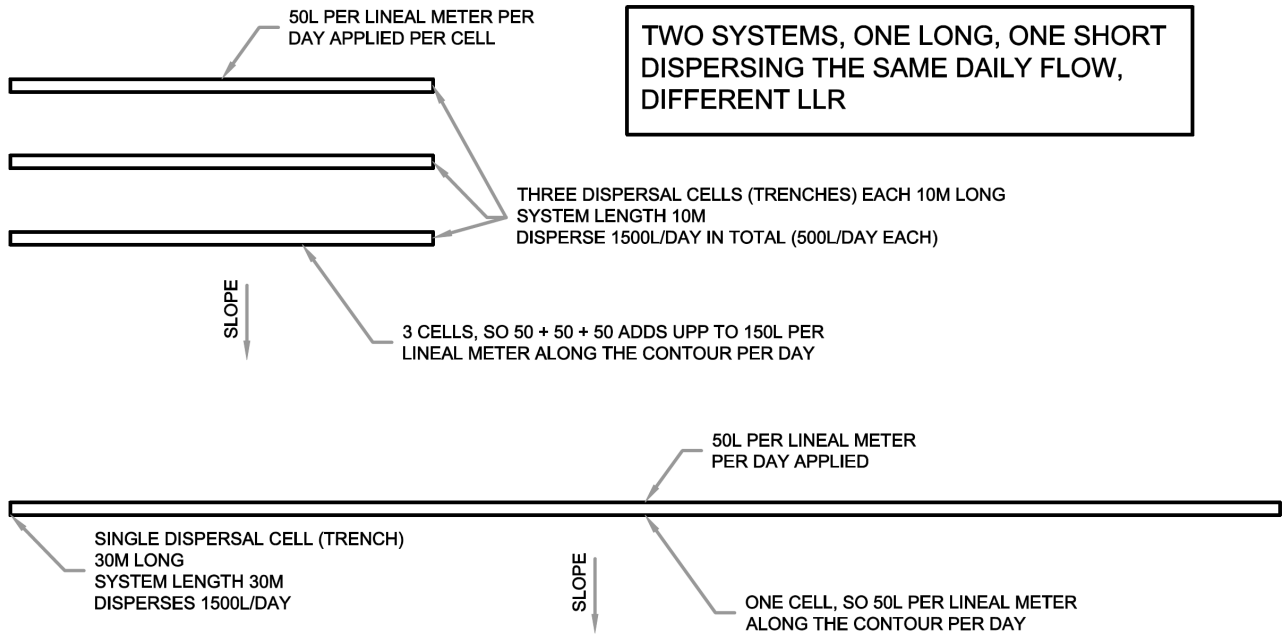 50L PER LINEAL METER PER
DAY APPLIED PER CELL
TWO SYSTEMS, ONE LONG, ONE SHORT
DISPERSING THE SAME DAILY FLOW,
DIFFERENT LLR
THREE DISPERSAL CELLS (TRENCHES) EACH 10M LONG
SYSTEM LENGTH 10M
DISPERSE 1500L/DAY IN TOTAL (500L/DAY EACH)
SLOPE
3 CELLS, SO 50 + 50 + 50 ADDS UPP TO 150L PER
LINEAL METER ALONG THE CONTOUR PER DAY
50L PER LINEAL METER
PER DAY APPLIED
SINGLE DISPERSAL CELL (TRENCH)
30M LONG
SYSTEM LENGTH 30M
DISPERSES 1500L/DAY
SLOPE
ONE CELL, SO 50L PER LINEAL METER
ALONG THE CONTOUR PER DAY